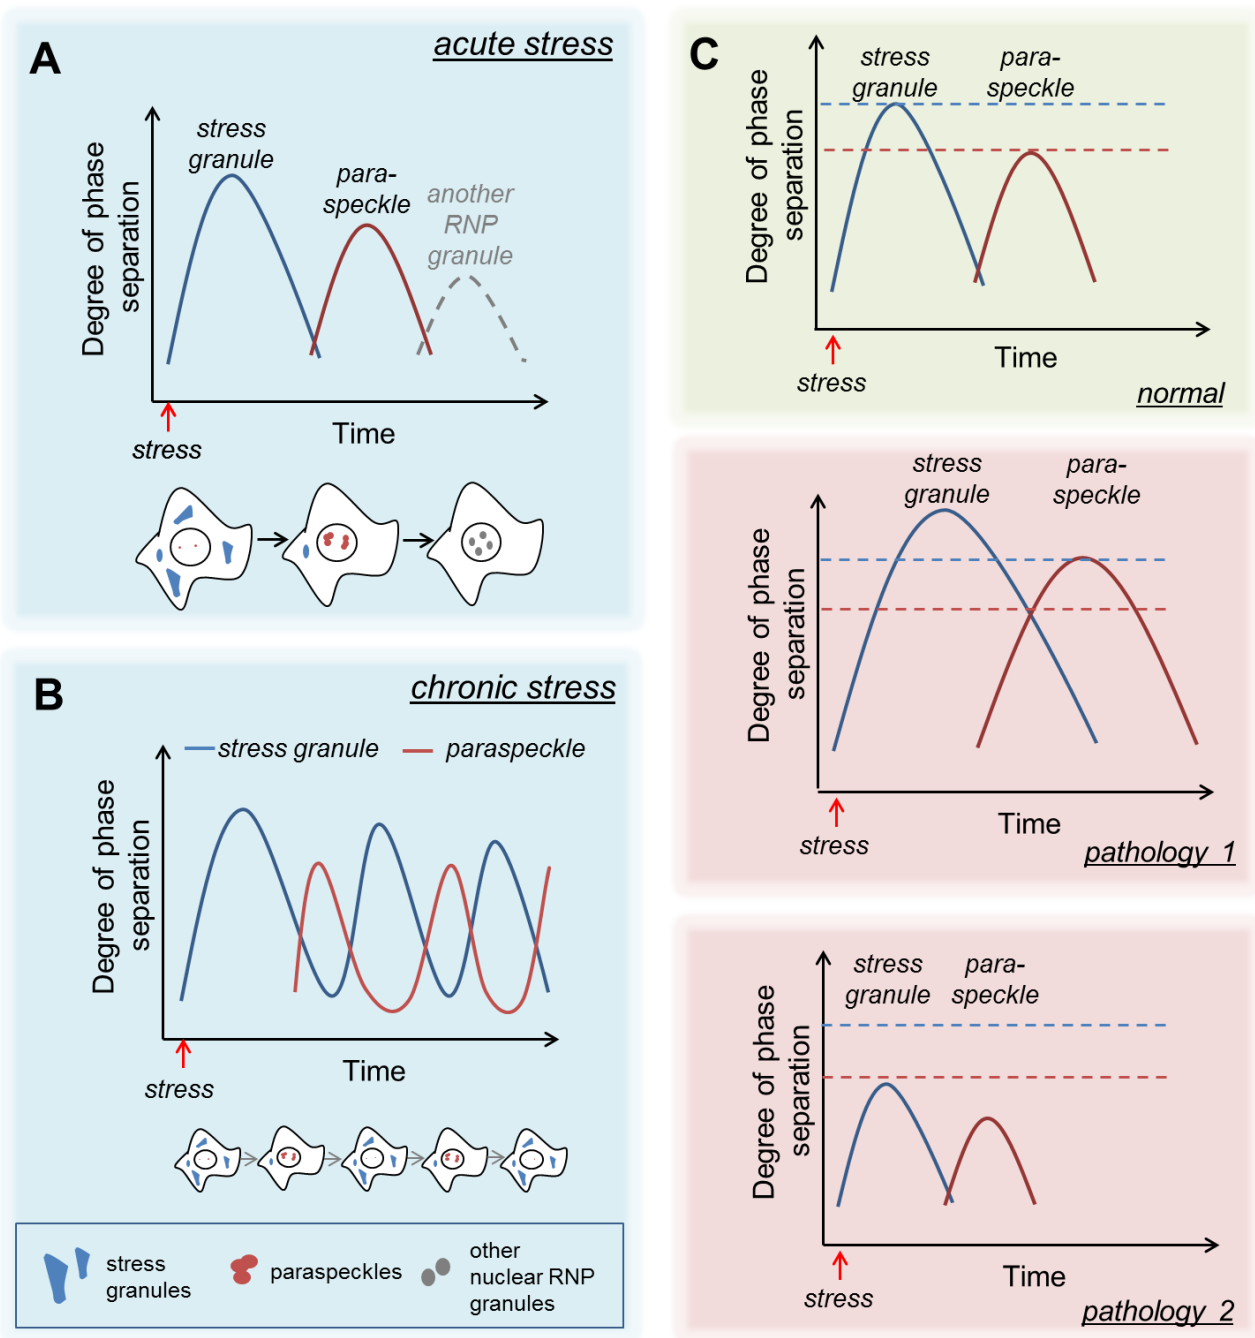 A
acute stress
Degree of phase
separation
stress
granule
para-
speckle
another
RNP
granule
Time
stress
B
chronic stress
stress granule
paraspeckle
Degree of phase
separation
Time
stress
stress
granules
paraspeckles
other
nuclear RNP
granules
C
stress
granule
para-
speckle
Degree of phase
separation
Time
stress
normal
stress
granule
para-
speckle
Degree of phase
separation
Time
stress
pathology 1
stress
granule
para-
speckle
Degree of phase
separation
Time
stress
pathology 2